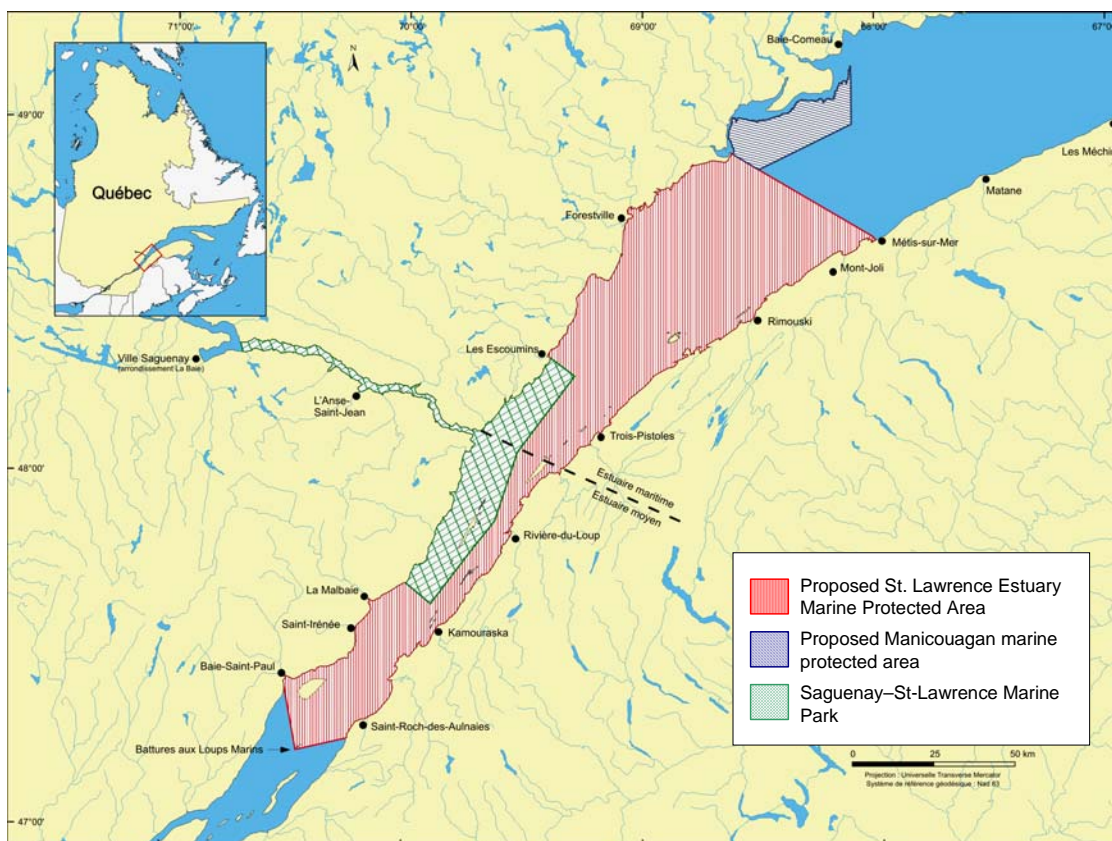 71°00'
70°00'
69°00'
68°00'
67°0
N
Baie-Comeau
49°00'
Les Méchin
Québec
Matane
Forestville
Métis-sur-Mer
Mont-Joli
Rimouski
Les Escoumins
Ville Saguenay
(arrondissement La Baie)
L'Anse-
Saint-Jean
Trois-Pistoles
48°00'
Estuaire maritime
Estuaire moyen
Rivière-du-Loup
La Malbaie
Saint-Irénée
Kamouraska
Baie-Saint-Paul
Saint-Roch-des-Aulnaies
Battures aux Loups Marins
47°00'
Proposed St. Lawrence Estuary
Marine Protected Area
Proposed Manicouagan marine
protected area
Saguenay–St-Lawrence Marine
Park
0 25 50 km
Projection : Universelle Transverse Mercator
Système de référence géodésique : Nad 83